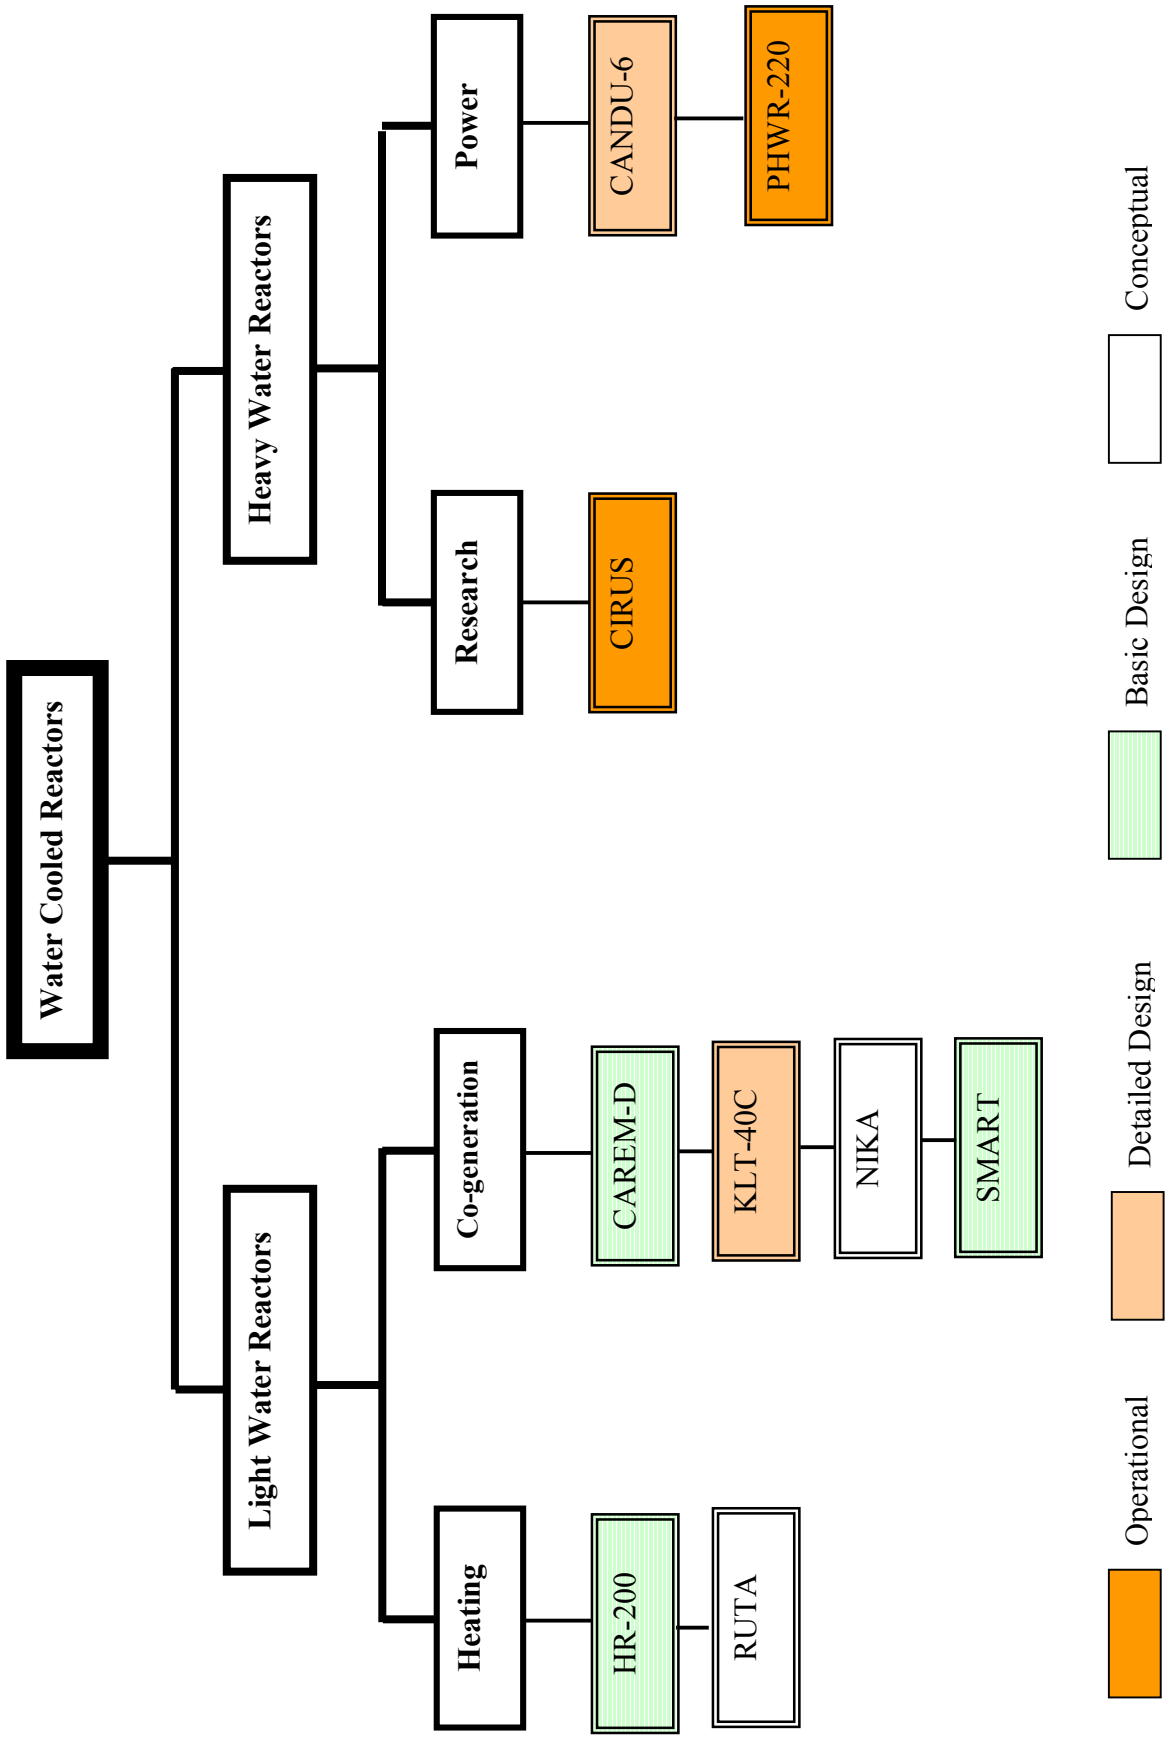 Water Cooled Reactors
Light Water Reactors
Heavy Water Reactors
Heating
Co-generation
Research
Power
HR-200
CAREM-D
CIRUS
CANDU-6
RUTA
KLT-40C
PHWR-220
NIKA
SMART
Operational
Detailed Design
Basic Design
Conceptual